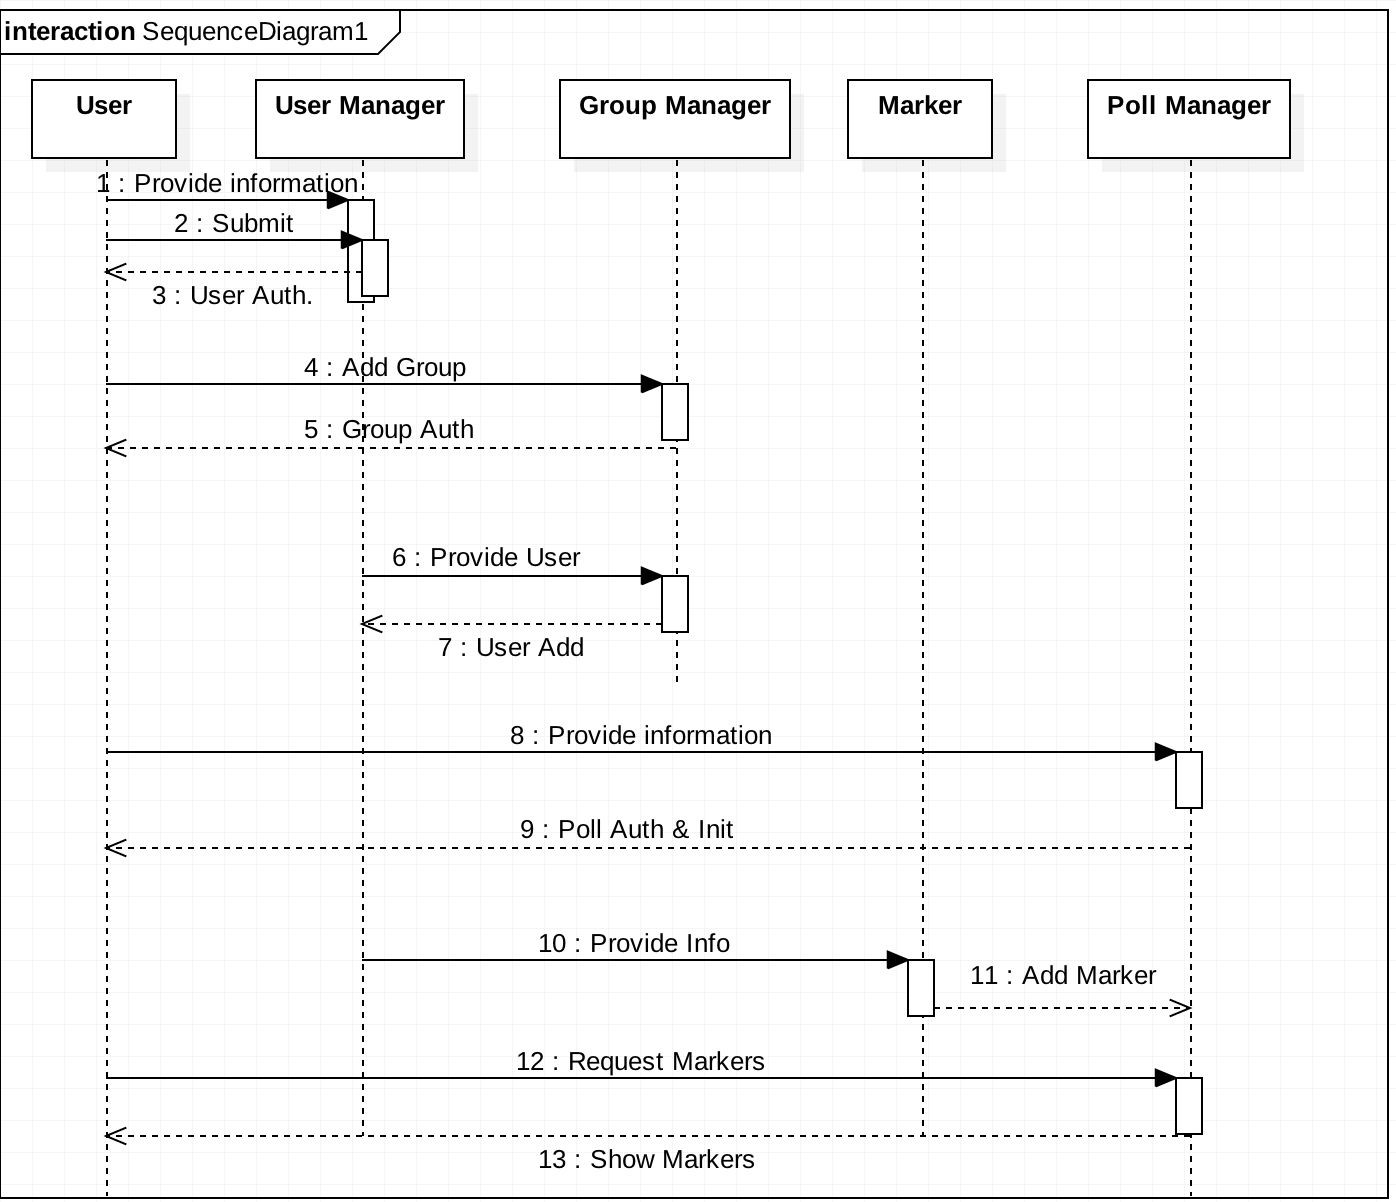 interaction SequenceDiagram1
User
User Manager
Group Manager
Marker
Poll Manager
1 : Provide information
2 : Submit
3 : User Auth.
4 : Add Group
5 : Group Auth
6 : Provide User
7 : User Add
8 : Provide information
9 : Poll Auth & Init
10 : Provide Info
11 : Add Marker
12 : Request Markers
13 : Show Markers